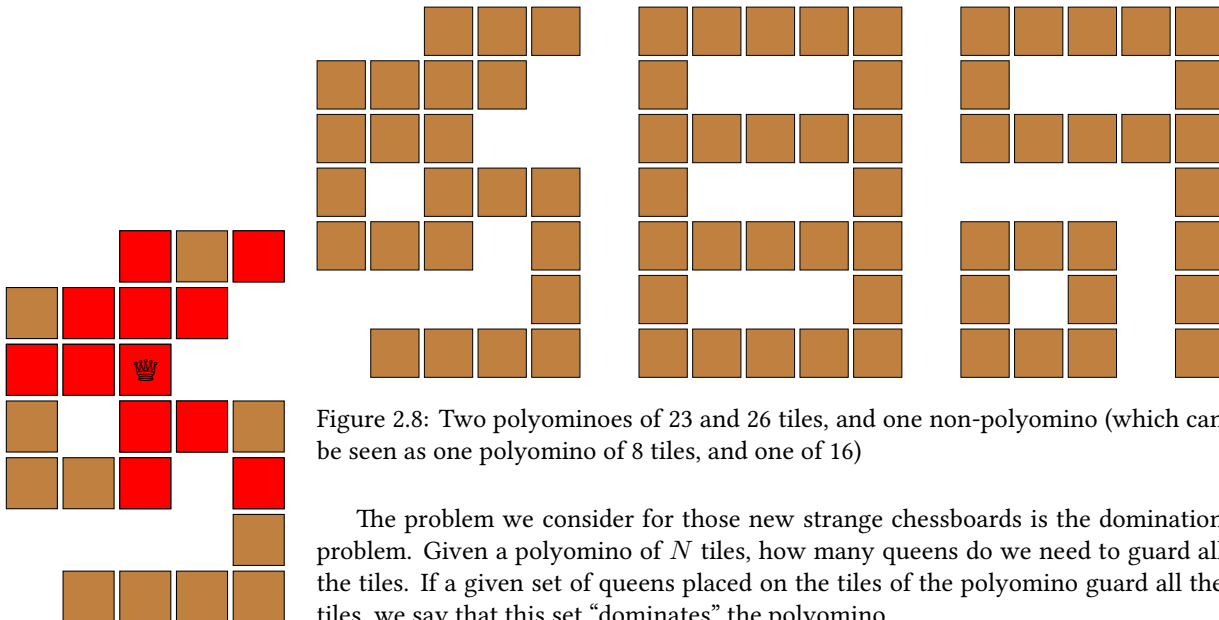 Figure 2.8: Two polyominoes of 23 and 26 tiles, and one non-polyomino (which can
be seen as one polyomino of 8 tiles, and one of 16)
The problem we consider for those new strange chessboards is the domination
problem. Given a polyomino of N tiles, how many queens do we need to guard all
the tiles. If a given set of queens placed on the tiles of the polyomino guard all the
tiles, we say that this set “dominates” the polyomino